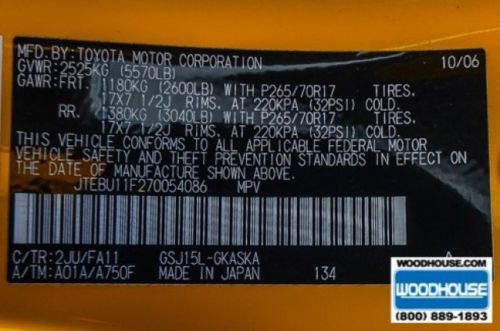 MFD.BY:TOYOTA MOTOR CORPORATION 10/06
GVWR:2525KG (5570LB)
GAWR:FRT. 1180KG (2600LB) WITH P265/70R17 TIRES,
17X7 1/2J RIMS, AT 220KPA (32PSI) COLD.
RR. 1380KG (3040LB) WITH P265/70R17 TIRES,
17X7 1/2J RIMS, AT 220KPA (32PSI) COLD.
THIS VEHICLE CONFORMS TO ALL APPLICABLE FEDERAL MOTOR
VEHICLE SAFETY AND THEFT PREVENTION STANDARDS IN EFFECT ON
THE DATE OF MANUFACTURE SHOWN ABOVE.
JTEBU11F270054086 MPV
C/TR:2JU/FA11 GSJ15L-GKASKA
A/TM:A01A/A750F MADE IN JAPAN 134
WOODHOUSE.COM
WOODHOUSE
(800) 889-1893